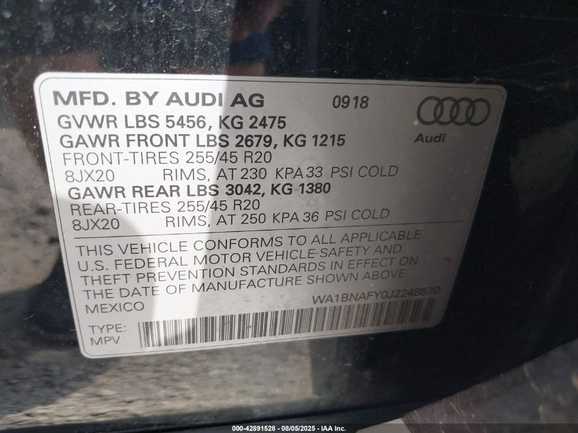 MFD. BY AUDI AG 0918
GVWR LBS 5456, KG 2475
GAWR FRONT LBS 2679, KG 1215
FRONT-TIRES 255/45 R20
8JX20 RIMS, AT 230 KPA 33 PSI COLD
GAWR REAR LBS 3042, KG 1380
REAR-TIRES 255/45 R20
8JX20 RIMS, AT 250 KPA 36 PSI COLD
Audi
THIS VEHICLE CONFORMS TO ALL APPLICABLE
U.S. FEDERAL MOTOR VEHICLE SAFETY AND
THEFT PREVENTION STANDARDS IN EFFECT ON
THE DATE OF MANUFACTURE SHOWN ABOVE.
MEXICO
TYPE:
MPV
000-42891528 - 08/05/2025 - IAA Inc.